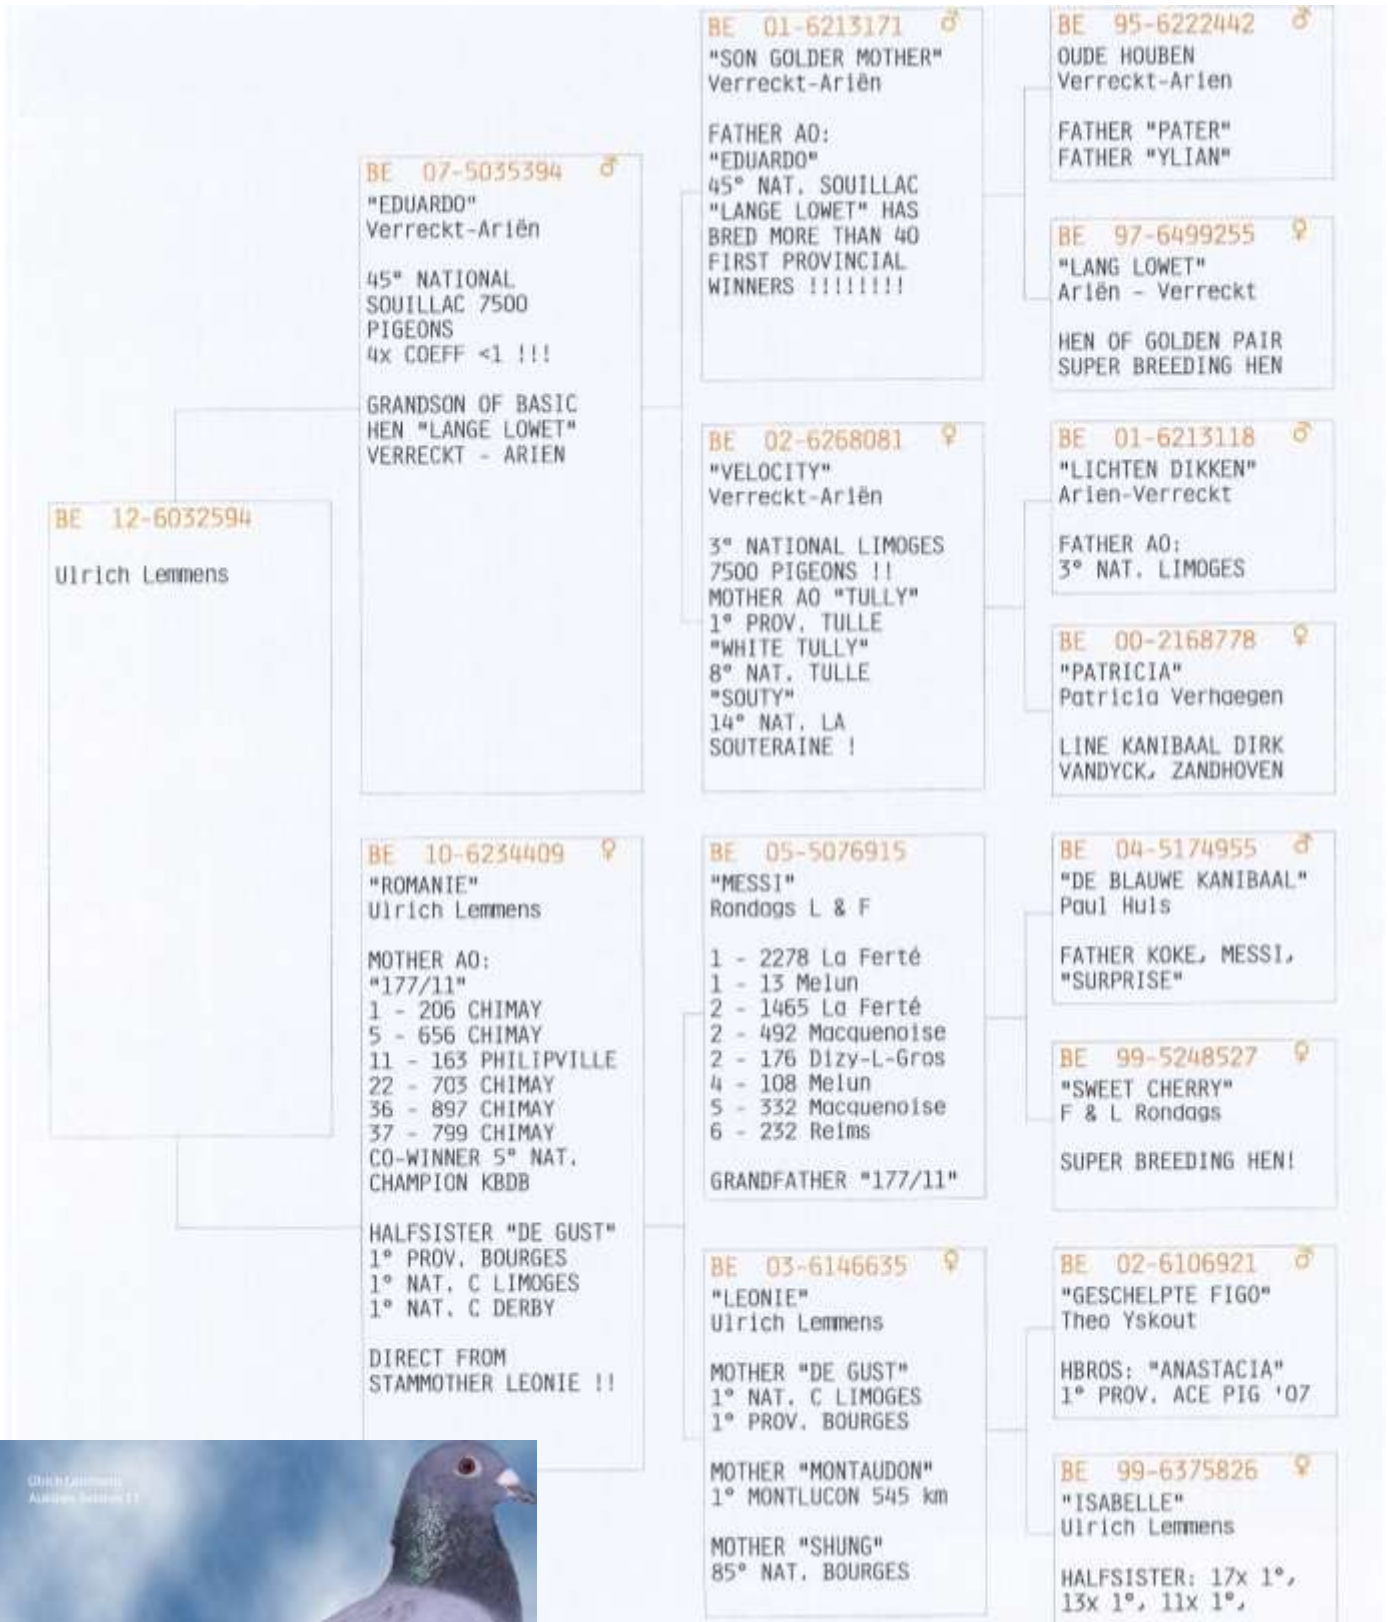 BE 12-6032594
Ulrich Lemmens
BE 07-5035394 ♂
"EDUARDO"
Verreckt-Ariën
45° NATIONAL
SOUILLAC 7500
PIGEONS
4x COEFF <1 !!!
GRANDSON OF BASIC
HEN "LANGE LOWET"
VERRECKT - ARIEN
BE 10-6234409 ♀
"ROMANIE"
Ulrich Lemmens
MOTHER AO:
"177/11"
1 - 206 CHIMAY
5 - 656 CHIMAY
11 - 163 PHILIPVILLE
22 - 703 CHIMAY
36 - 897 CHIMAY
37 - 799 CHIMAY
CO-WINNER 5° NAT.
CHAMPION KBDB
HALFSISTER "DE GUST"
1° PROV. BOURGES
1° NAT. C LIMOGES
1° NAT. C DERBY
DIRECT FROM
STAMMOTHER LEONIE !!
BE 01-6213171 ♂
"SON GOLDER MOTHER"
Verreckt-Ariën
FATHER AO:
"EDUARDO"
45° NAT. SOUILLAC
"LANGE LOWET" HAS
BRED MORE THAN 40
FIRST PROVINCIAL
WINNERS !!!!!!!!
BE 02-6268081 ♀
"VELOCITY"
Verreckt-Ariën
3° NATIONAL LIMOGES
7500 PIGEONS !!
MOTHER AO "TULLY"
1° PROV. TULLE
"WHITE TULLY"
8° NAT. TULLE
"SOUTY"
14° NAT. LA
SOUTERAINE !
BE 05-5076915
"MESSI"
Rondags L & F
1 - 2278 La Ferté
1 - 13 Melun
2 - 1465 La Ferté
2 - 492 Macquenoise
2 - 176 Dizy-L-Gros
4 - 108 Melun
5 - 332 Macquenoise
6 - 232 Reims
GRANDFATHER "177/11"
BE 03-6146635 ♀
"LEONIE"
Ulrich Lemmens
MOTHER "DE GUST"
1° NAT. C LIMOGES
1° PROV. BOURGES
MOTHER "MONTAUDON"
1° MONTLUCON 545 km
MOTHER "SHUNG"
85° NAT. BOURGES
BE 95-6222442 ♂
OUDE HOUBEN
Verreckt-Arien
FATHER "PATER"
FATHER "YLIAN"
BE 97-6499255 ♀
"LANG LOWET"
Ariën - Verreckt
HEN OF GOLDEN PAIR
SUPER BREEDING HEN
BE 01-6213118 ♂
"LICHTEN DIKKEN"
Arien-Verreckt
FATHER AO:
3° NAT. LIMOGES
BE 00-2168778 ♀
"PATRICIA"
Patricia Verhaegen
LINE KANIBAAL DIRK
VANDYCK, ZANDHOVEN
BE 04-5174955 ♂
"DE BLAUWE KANIBAAL"
Paul Huls
FATHER KOKE, MESSI,
"SURPRISE"
BE 99-5248527 ♀
"SWEET CHERRY"
F & L Rondags
SUPER BREEDING HEN!
BE 02-6106921 ♂
"GESCHELPTE FIGO"
Theo Yskout
HBROS: "ANASTACIA"
1° PROV. ACE PIG '07
BE 99-6375826 ♀
"ISABELLE"
Ulrich Lemmens
HALFSISTER: 17x 1°,
13x 1°, 11x 1°,
Ulrich Lemmens